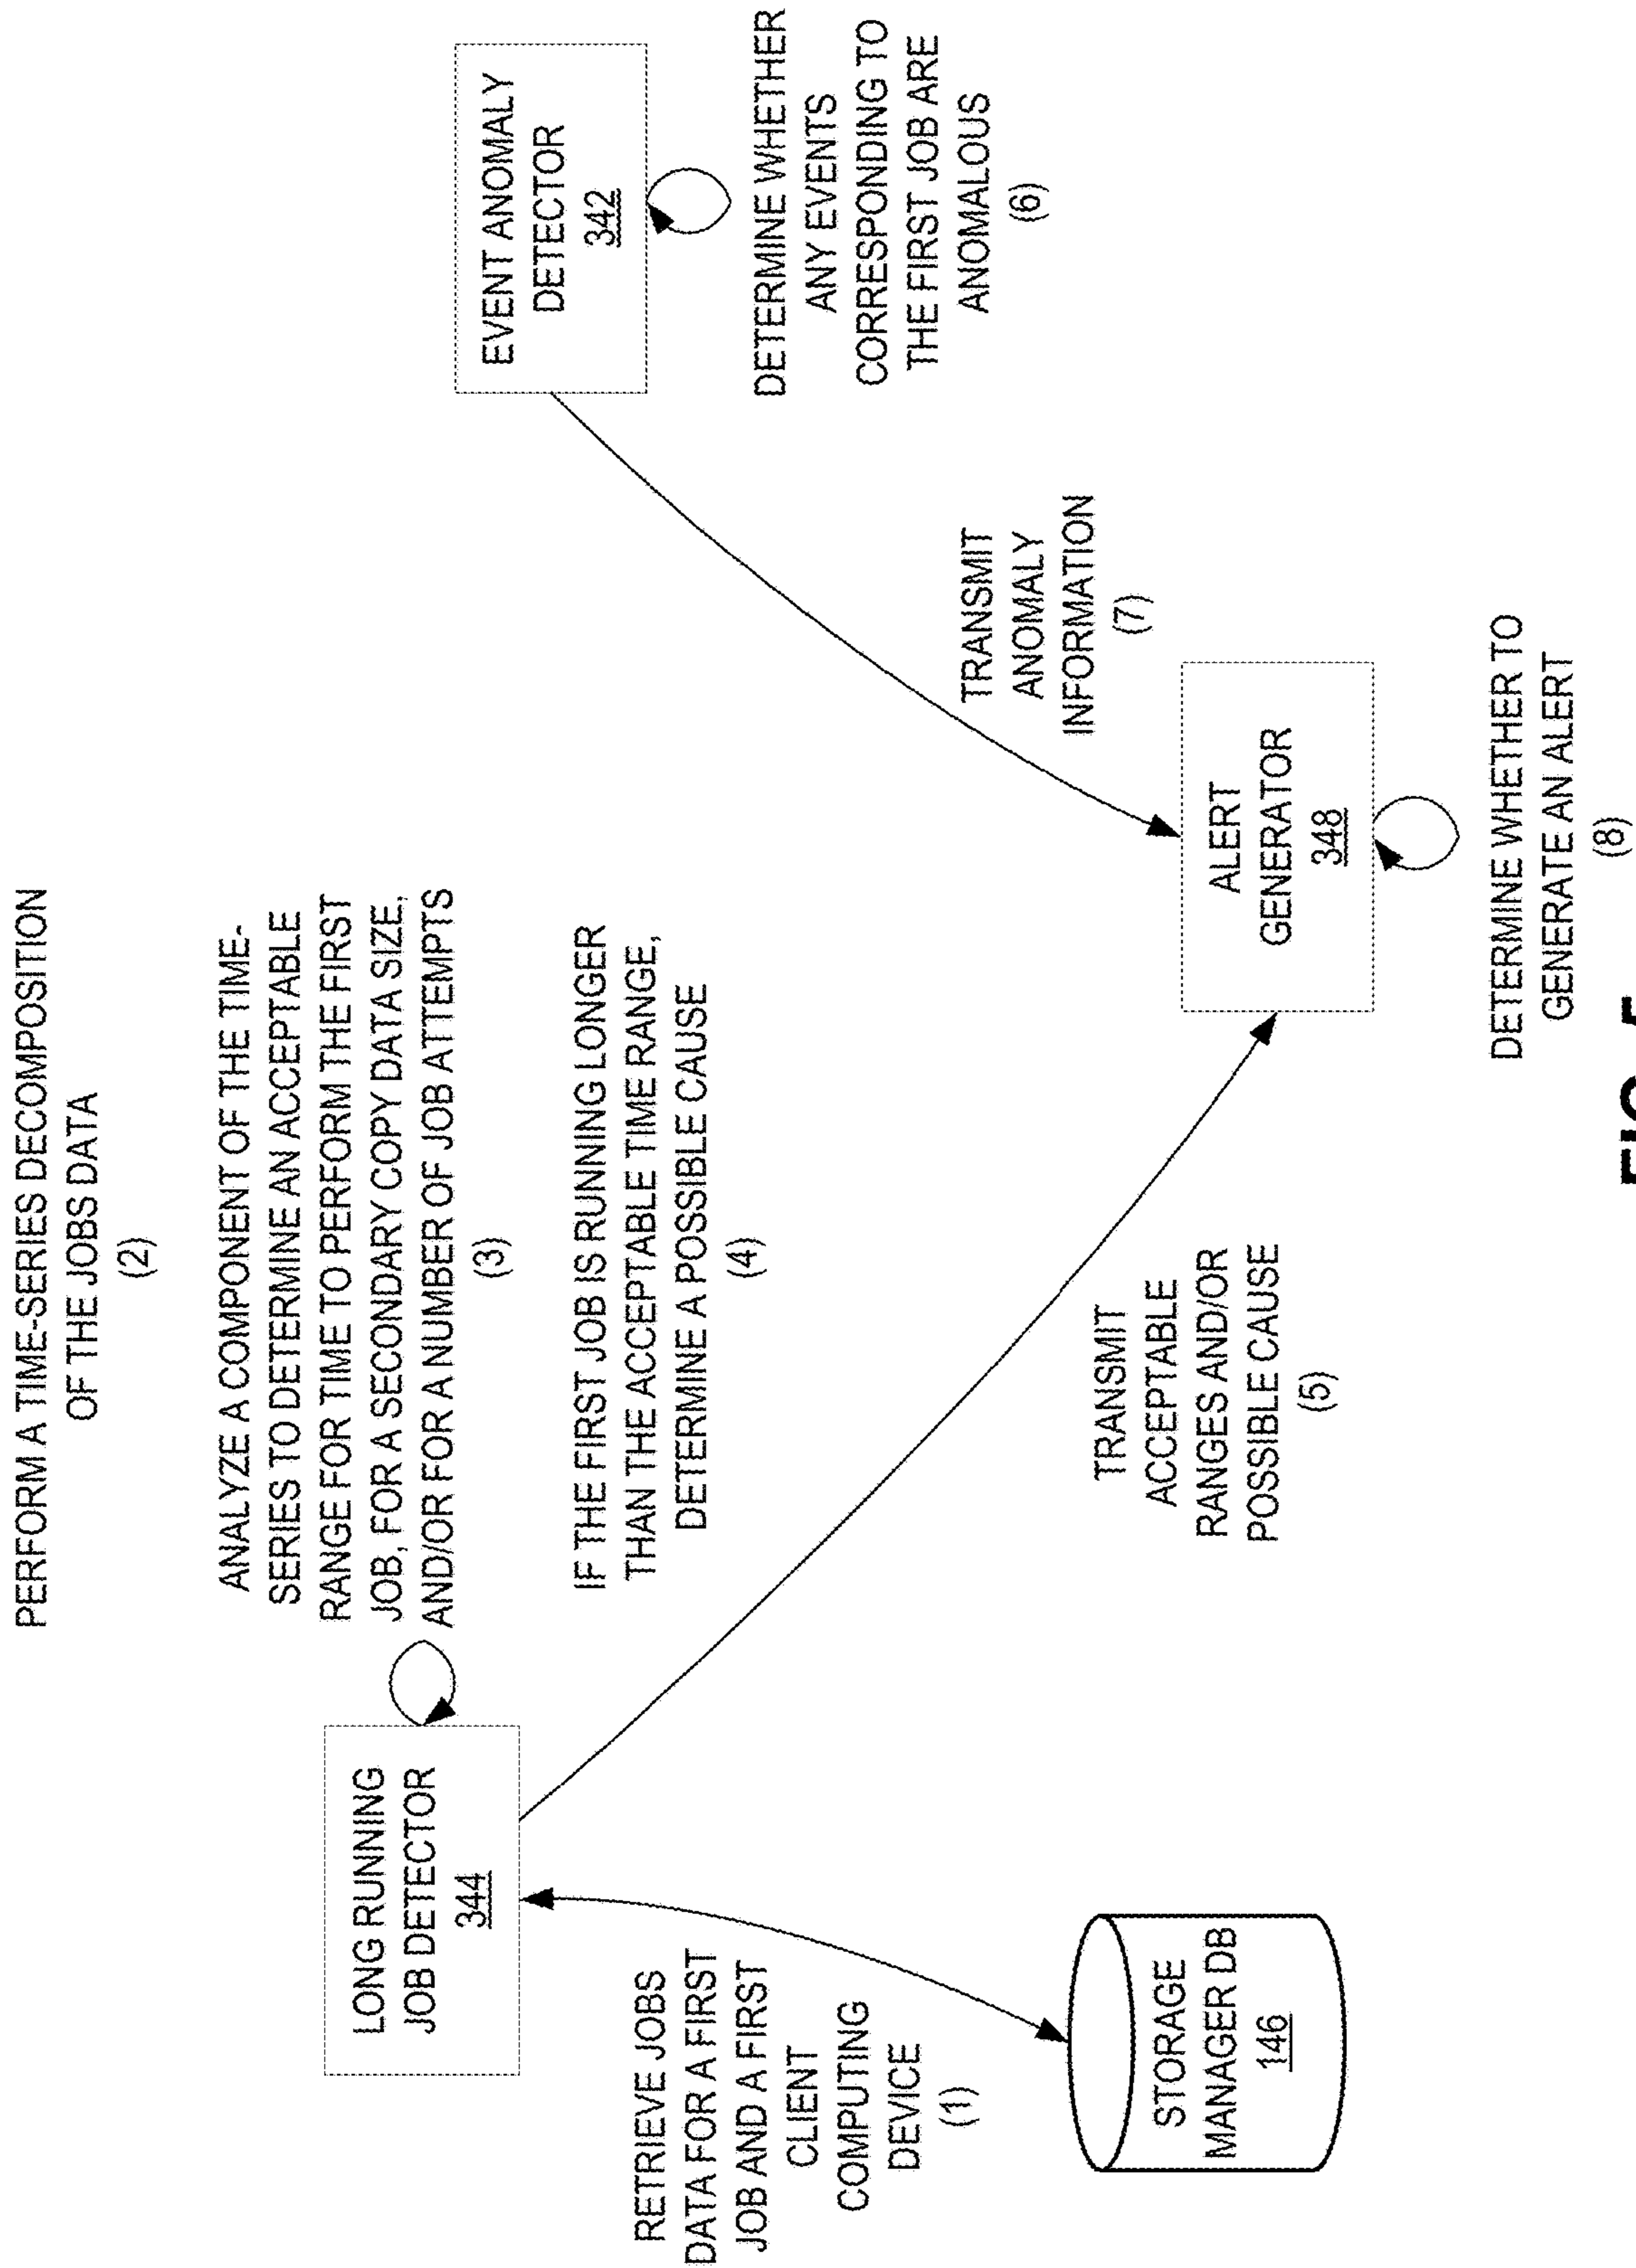 PERFORM A TIME-SERIES DECOMPOSITION
OF THE JOBS DATA
(2)
ANALYZE A COMPONENT OF THE TIME-
SERIES TO DETERMINE AN ACCEPTABLE
RANGE FOR TIME TO PERFORM THE FIRST
JOB, FOR A SECONDARY COPY DATA SIZE,
AND/OR FOR A NUMBER OF JOB ATTEMPTS
(3)
IF THE FIRST JOB IS RUNNING LONGER
THAN THE ACCEPTABLE TIME RANGE,
DETERMINE A POSSIBLE CAUSE
(4)
LONG RUNNING
JOB DETECTOR
344
RETRIEVE JOBS
DATA FOR A FIRST
JOB AND A FIRST
CLIENT
COMPUTING
DEVICE
(1)
STORAGE
MANAGER DB
146
TRANSMIT
ACCEPTABLE
RANGES AND/OR
POSSIBLE CAUSE
(5)
EVENT ANOMALY
DETECTOR
342
DETERMINE WHETHER
ANY EVENTS
CORRESPONDING TO
THE FIRST JOB ARE
ANOMALOUS
(6)
TRANSMIT
ANOMALY
INFORMATION
(7)
ALERT
GENERATOR
348
DETERMINE WHETHER TO
GENERATE AN ALERT
(8)